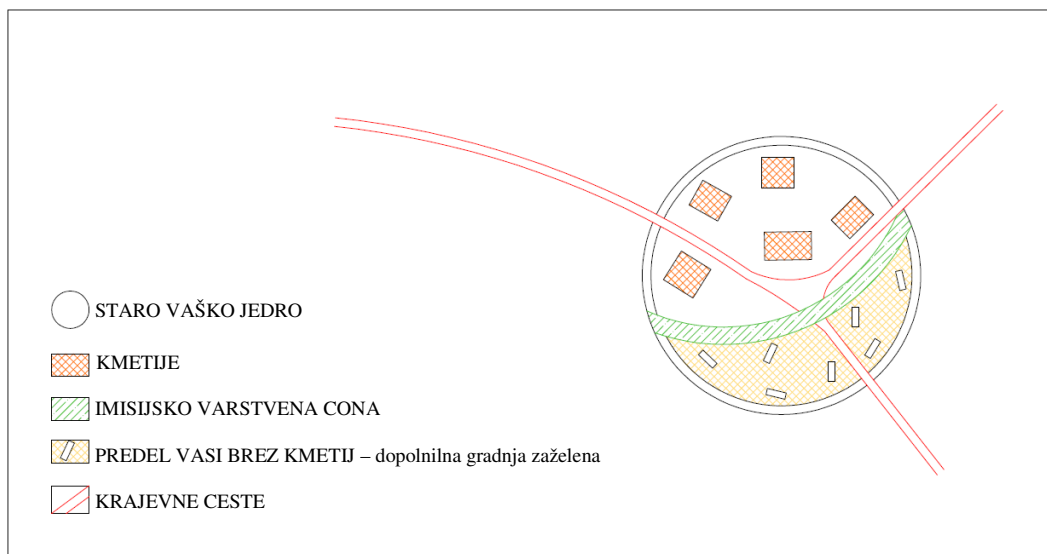 STARO VAŠKO JEDRO
KMETIJE
IMISIJSKO VARSTVENA CONA
PREDEL VASI BREZ KMETIJ – dopolnilna gradnja zaželena
KRAJEVNE CESTE